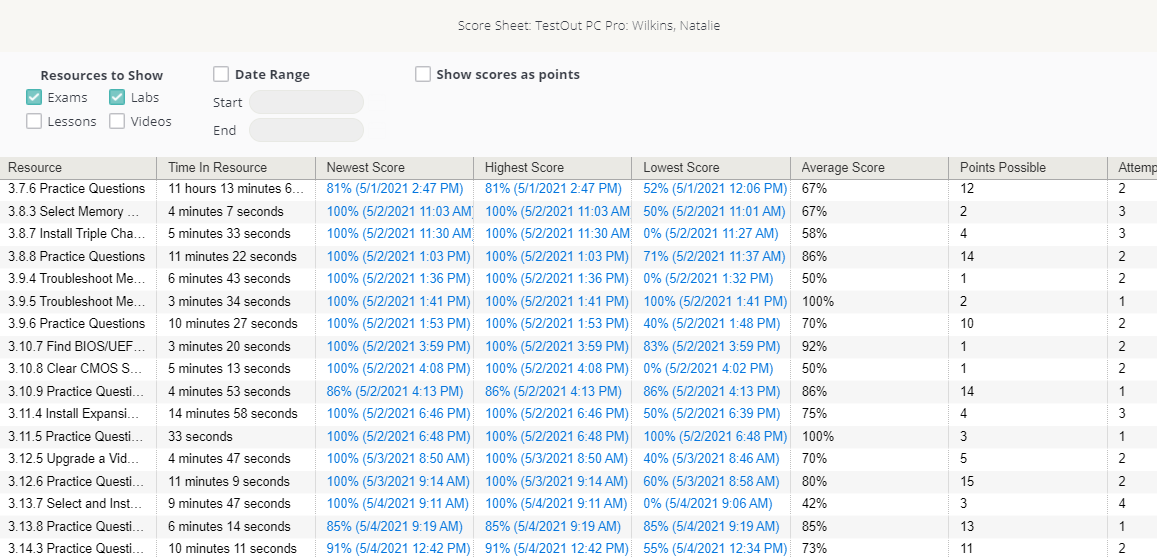 Score Sheet: TestOut PC Pro: Wilkins, Natalie
Resources to Show
Date Range
Show scores as points
Exams Labs
Start
Lessons Videos
End
Resource Time In Resource Newest Score Highest Score Lowest Score Average Score Points Possible Attemp
3.7.6 Practice Questions 11 hours 13 minutes 6... 81% (5/1/2021 2:47 PM) 81% (5/1/2021 2:47 PM) 52% (5/1/2021 12:06 PM) 67% 12 2
3.8.3 Select Memory ... 4 minutes 7 seconds 100% (5/2/2021 11:03 AM) 100% (5/2/2021 11:03 AM 50% (5/2/2021 11:01 AM) 67% 2 3
3.8.7 Install Triple Cha... 5 minutes 33 seconds 100% (5/2/2021 11:30 AM) 100% (5/2/2021 11:30 AM 0% (5/2/2021 11:27 AM) 58% 4 3
3.8.8 Practice Questions 11 minutes 22 seconds 100% (5/2/2021 1:03 PM) 100% (5/2/2021 1:03 PM) 71% (5/2/2021 11:37 AM) 86% 14 2
3.9.4 Troubleshoot Me... 6 minutes 43 seconds 100% (5/2/2021 1:36 PM) 100% (5/2/2021 1:36 PM) 0% (5/2/2021 1:32 PM) 50% 1 2
3.9.5 Troubleshoot Me... 3 minutes 34 seconds 100% (5/2/2021 1:41 PM) 100% (5/2/2021 1:41 PM) 100% (5/2/2021 1:41 PM) 100% 2 1
3.9.6 Practice Questions 10 minutes 27 seconds 100% (5/2/2021 1:53 PM) 100% (5/2/2021 1:53 PM) 40% (5/2/2021 1:48 PM) 70% 10 2
3.10.7 Find BIOS/UEF... 3 minutes 20 seconds 100% (5/2/2021 3:59 PM) 100% (5/2/2021 3:59 PM) 83% (5/2/2021 3:59 PM) 92% 1 2
3.10.8 Clear CMOS S... 5 minutes 13 seconds 100% (5/2/2021 4:08 PM) 100% (5/2/2021 4:08 PM) 0% (5/2/2021 4:02 PM) 50% 1 2
3.10.9 Practice Questi... 4 minutes 53 seconds 86% (5/2/2021 4:13 PM) 86% (5/2/2021 4:13 PM) 86% (5/2/2021 4:13 PM) 86% 14 1
3.11.4 Install Expansi... 14 minutes 58 seconds 100% (5/2/2021 6:46 PM) 100% (5/2/2021 6:46 PM) 50% (5/2/2021 6:39 PM) 75% 4 3
3.11.5 Practice Questi... 33 seconds 100% (5/2/2021 6:48 PM) 100% (5/2/2021 6:48 PM) 100% (5/2/2021 6:48 PM) 100% 3 1
3.12.5 Upgrade a Vid... 4 minutes 47 seconds 100% (5/3/2021 8:50 AM) 100% (5/3/2021 8:50 AM) 40% (5/3/2021 8:46 AM) 70% 5 2
3.12.6 Practice Questi... 11 minutes 9 seconds 100% (5/3/2021 9:14 AM) 100% (5/3/2021 9:14 AM) 60% (5/3/2021 8:58 AM) 80% 15 2
3.13.7 Select and Inst... 9 minutes 47 seconds 100% (5/4/2021 9:11 AM) 100% (5/4/2021 9:11 AM) 0% (5/4/2021 9:06 AM) 42% 3 4
3.13.8 Practice Questi... 6 minutes 14 seconds 85% (5/4/2021 9:19 AM) 85% (5/4/2021 9:19 AM) 85% (5/4/2021 9:19 AM) 85% 13 1
3.14.3 Practice Questi... 10 minutes 11 seconds 91% (5/4/2021 12:42 PM) 91% (5/4/2021 12:42 PM) 55% (5/4/2021 12:34 PM) 73% 11 2